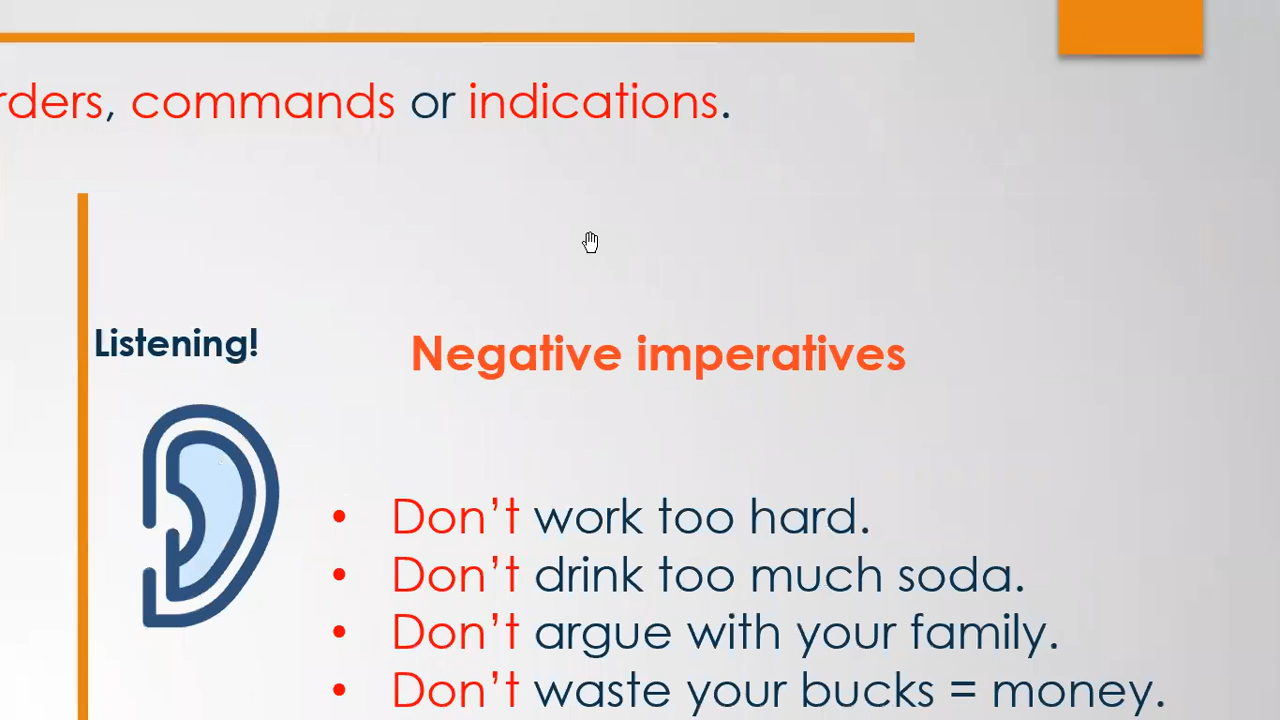 rders, commands or indications.
Listening!
Negative imperatives
• Don’t work too hard.
• Don’t drink too much soda.
• Don’t argue with your family.
• Don’t waste your bucks = money.